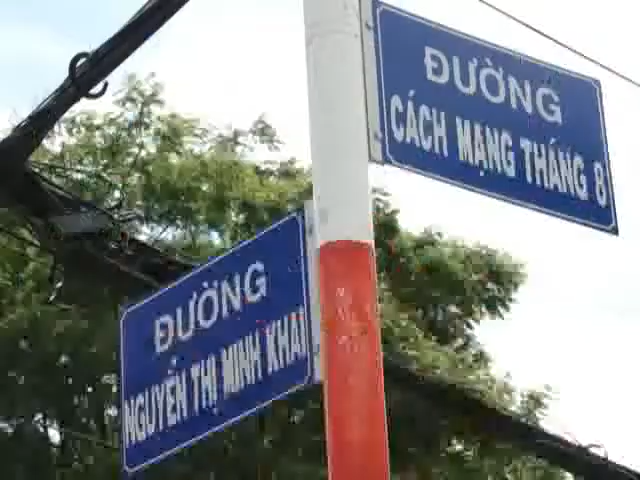 ĐƯỜNG
CÁCH MẠNG THÁNG 8
ĐƯỜNG
NGUYỄN THỊ MINH KHAI